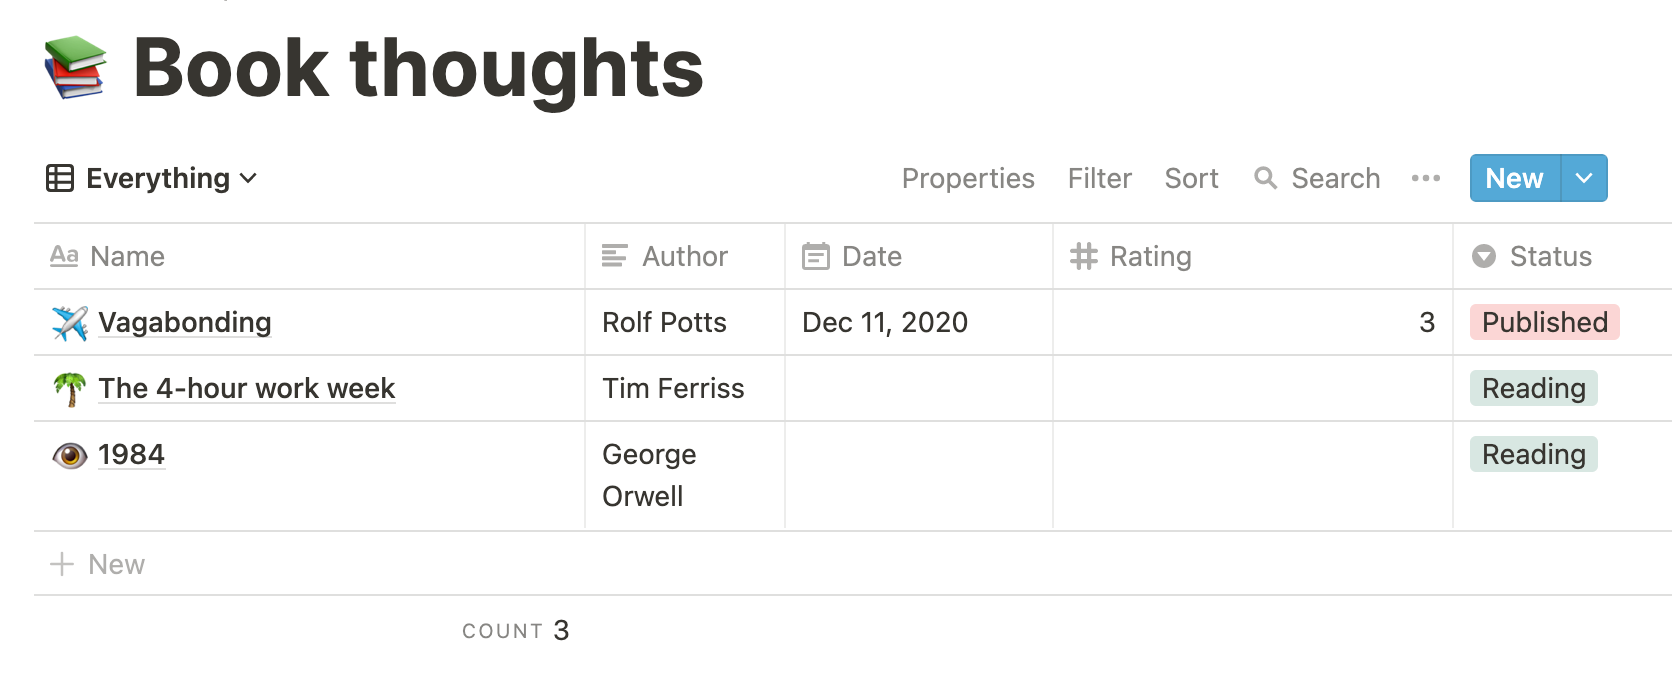 Book thoughts
Everything
Properties Filter Sort Search New
Aa Name Author Date Rating Status
Vagabonding Rolf Potts Dec 11, 2020 3 Published
The 4-hour work week Tim Ferriss Reading
1984 George Orwell Reading
New
COUNT 3